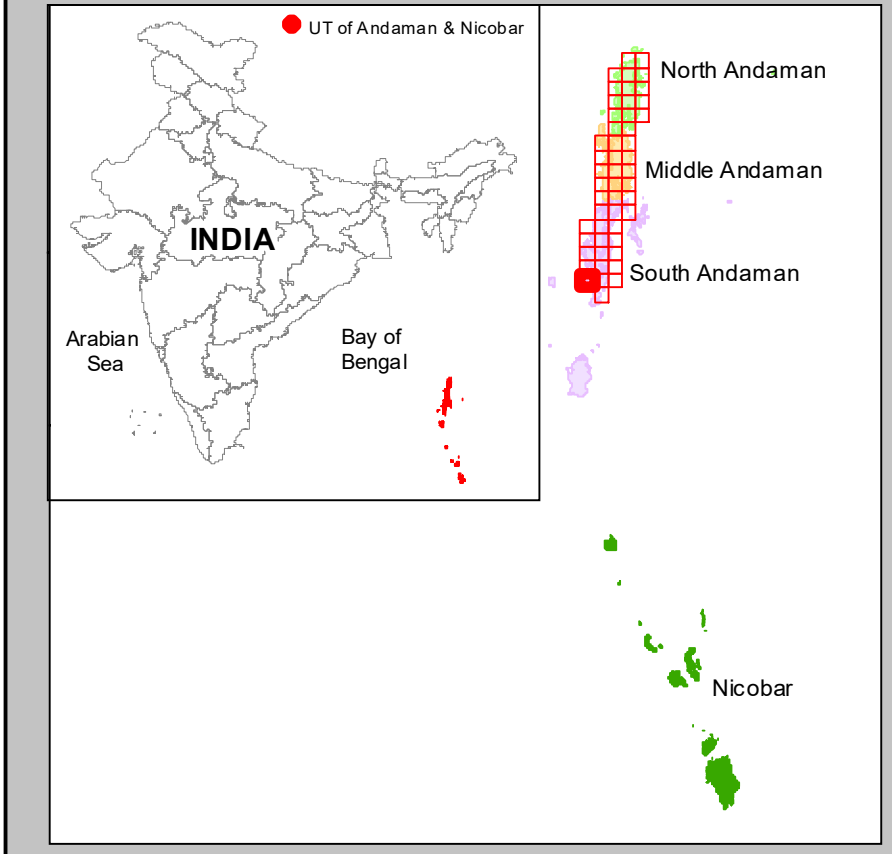 UT of Andaman & Nicobar
INDIA
Arabian
Sea
Bay of
Bengal
North Andaman
Middle Andaman
South Andaman
Nicobar